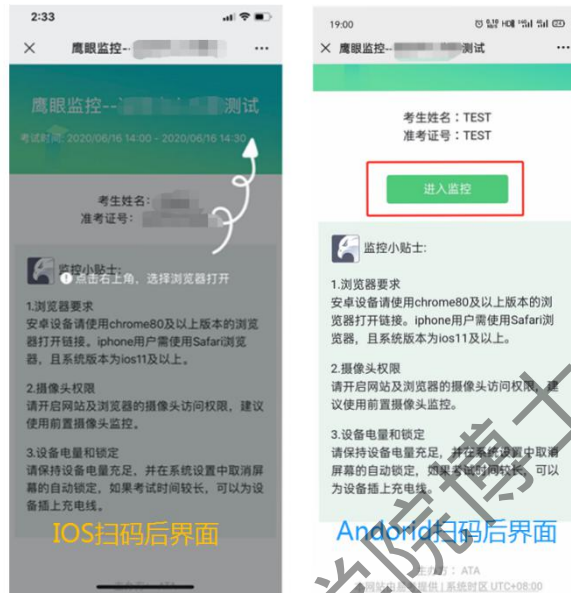 2:33
鹰眼监控--
鹰眼监控--
测试
考试时间: 2020/06/16 14:00 - 2020/06/16 14:30
考生姓名:
准考证号:
监控小贴士:
点击右上角，选择浏览器打开
1.浏览器要求
安卓设备请使用chrome80及以上版本的浏览
器打开链接。iphone用户需使用Safari浏览
器，且系统版本为ios11及以上。
2.摄像头权限
请开启网站及浏览器的摄像头访问权限，建议
使用前置摄像头监控。
3.设备电量和锁定
请保持设备电量充足，并在系统设置中取消屏
幕的自动锁定，如果考试时间较长，可以为设
备插上充电线。
IOS扫码后界面
19:00
鹰眼监控--
测试
考生姓名：TEST
准考证号：TEST
进入监控
监控小贴士:
1.浏览器要求
安卓设备请使用chrome80及以上版本的浏
览器打开链接。iphone用户需使用Safari浏
览器，且系统版本为ios11及以上。
2.摄像头权限
请开启网站及浏览器的摄像头访问权限，建
议使用前置摄像头监控。
3.设备电量和锁定
请保持设备电量充足，并在系统设置中取消
屏幕的自动锁定，如果考试时间较长，可以
为设备插上充电线。
Andorid扫码后界面
主办方：ATA
本网站由
提供 | 系统时区 UTC+08:00
学院博士